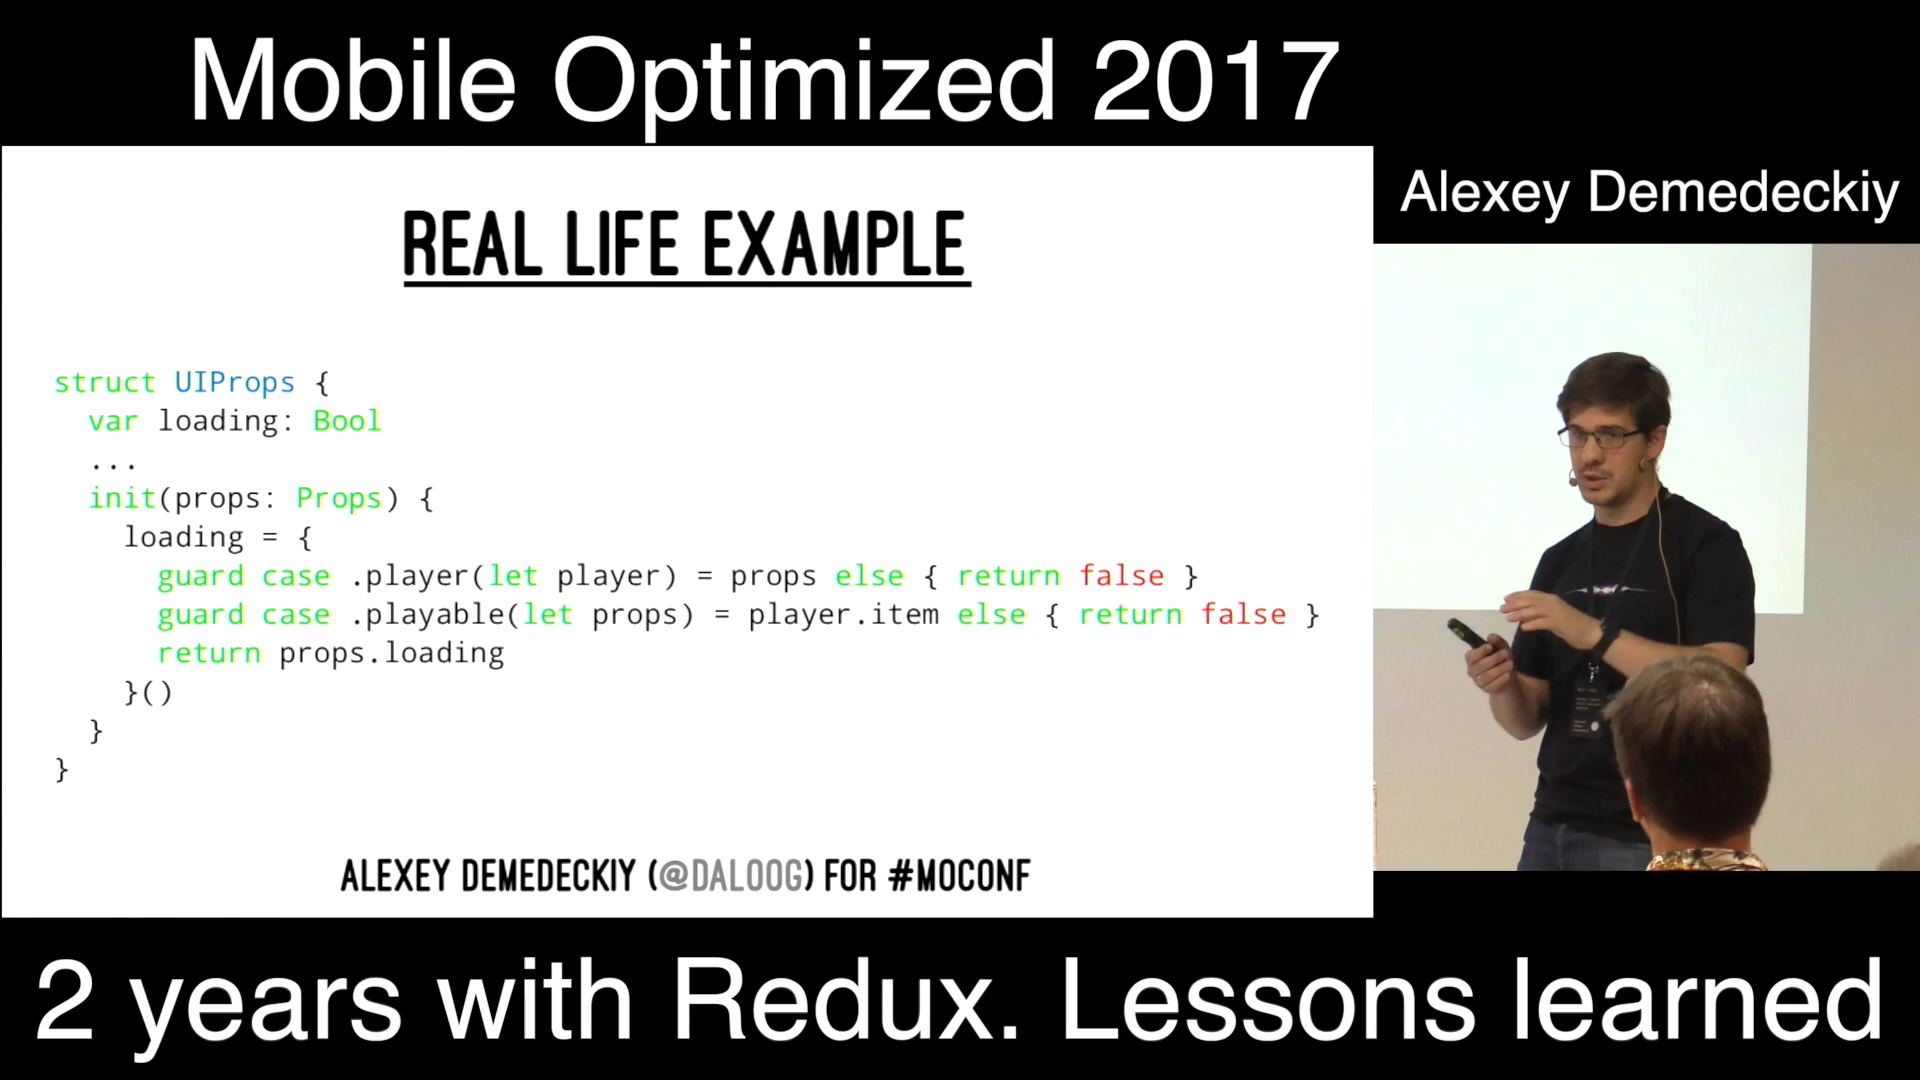 Mobile Optimized 2017
Alexey Demedeckiy
REAL LIFE EXAMPLE
struct UIProps {
var loading: Bool
...
init(props: Props) {
loading = {
guard case .player(let player) = props else { return false }
guard case .playable(let props) = player.item else { return false }
return props.loading
}()
}
}
ALEXEY DEMEDECKIY (@DALOOG) FOR #MOCONF
2 years with Redux. Lessons learned